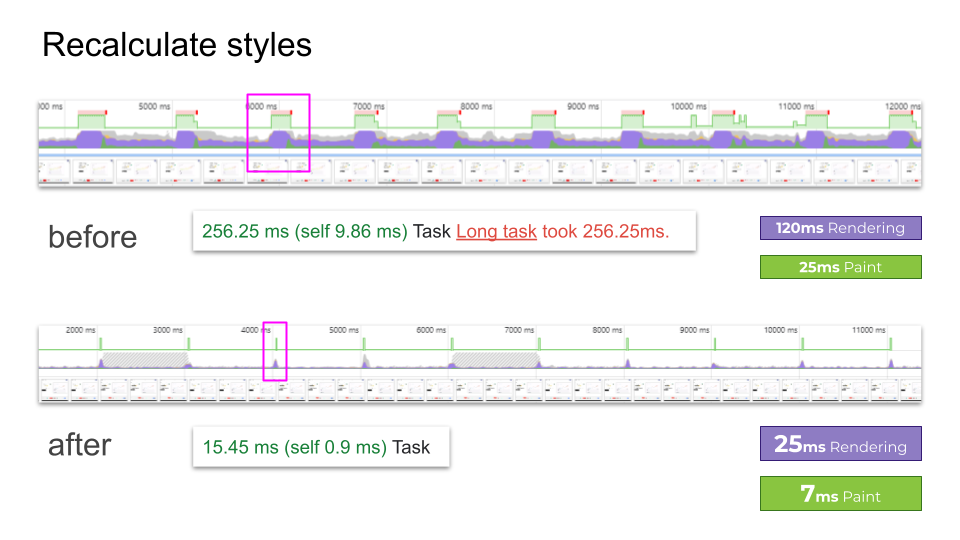 Recalculate styles
000 ms 5000 ms 6000 ms 7000 ms 8000 ms 9000 ms 10000 ms 11000 ms 12000 ms
before
256.25 ms (self 9.86 ms) Task Long task took 256.25ms.
120ms Rendering
25ms Paint
2000 ms 3000 ms 4000 ms 5000 ms 6000 ms 7000 ms 8000 ms 9000 ms 10000 ms 11000 ms
after
15.45 ms (self 0.9 ms) Task
25ms Rendering
7ms Paint